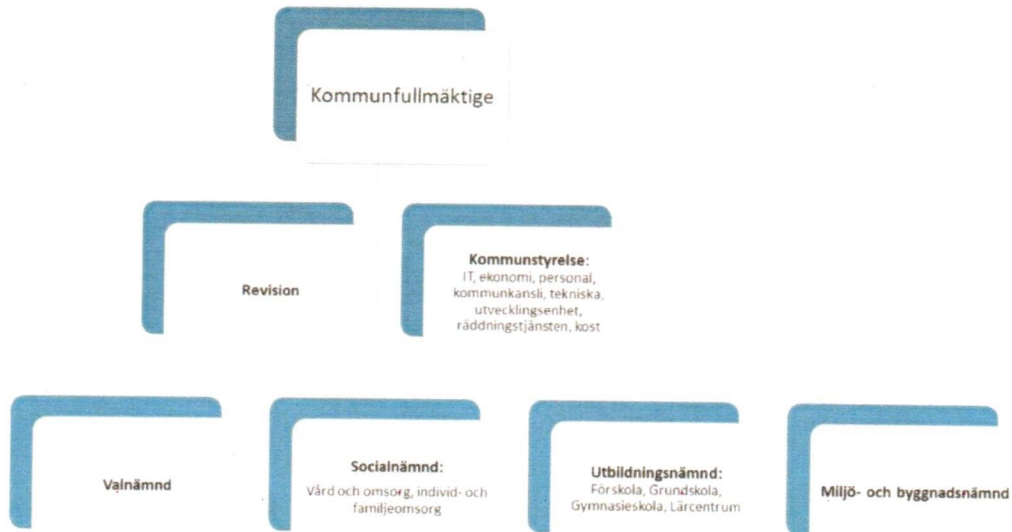 Kommunfullmäktige
Revision
Kommunstyrelse:
IT, ekonomi, personal,
kommunkansli, tekniska,
utvecklingsenhet,
räddningstjänsten, kost
Valnämnd
Socialnämnd:
Vård och omsorg, individ- och
familjeomsorg
Utbildningsnämnd:
Förskola, Grundskola,
Gymnasieskola, Lärcentrum
Miljö- och byggnadsnämnd